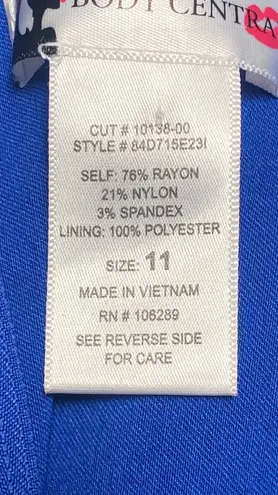 BODY CENTRA
CUT # 10138-00
STYLE # 84D715E23I
SELF: 76% RAYON
21% NYLON
3% SPANDEX
LINING: 100% POLYESTER
SIZE: 11
MADE IN VIETNAM
RN # 106289
SEE REVERSE SIDE
FOR CARE